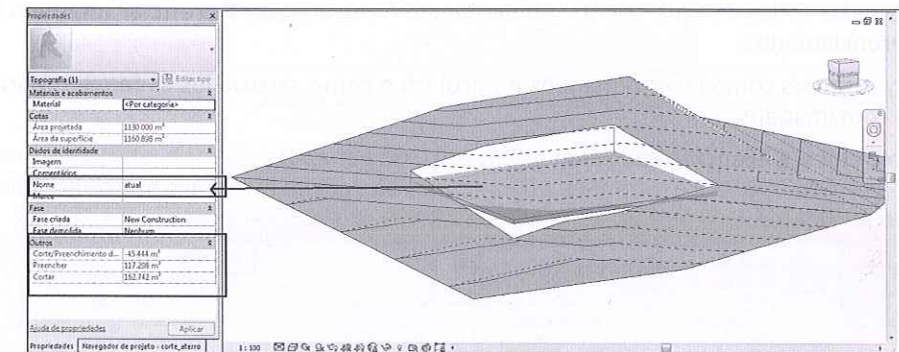 Propriedades
Topografia (1)
Editar tipo
Materiais e acabamentos
Material <Por categoria>
Cotas
Área projetada 1130.000 m²
Área da superfície 1160.898 m²
Dados de identidade
Imagem
Comentários
Nome atual
Marca
Fase
Fase criada New Construction
Fase demolida Nenhum
Outros
Corte/Preenchimento d... -45.444 m³
Preencher 117.298 m³
Cortar 162.742 m³
Ajuda de propriedades
Aplicar
Propriedades
Navegador de projeto - corte_aterro
1 : 100